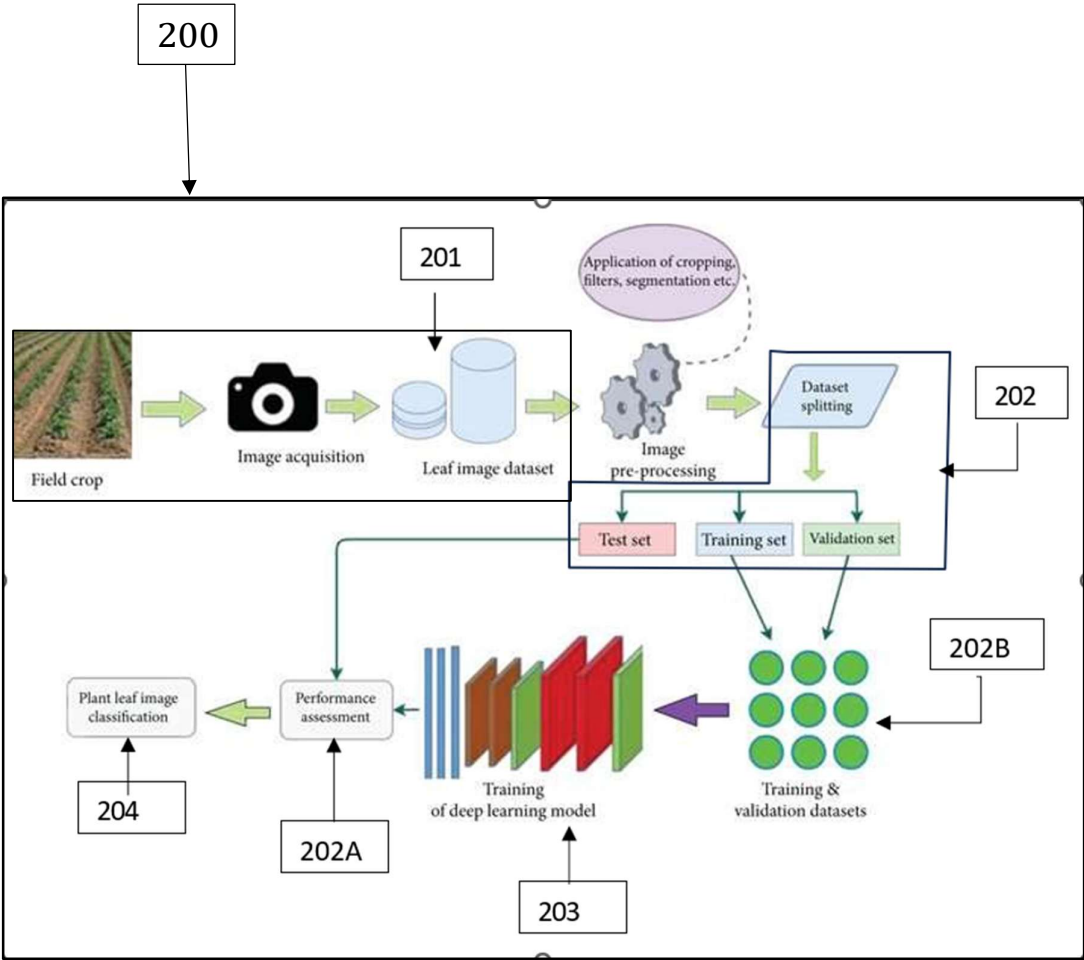 200
201
Application of cropping,
filters, segmentation etc.
Field crop
Image acquisition
Leaf image dataset
Image
pre-processing
Dataset
splitting
202
Test set
Training set
Validation set
202B
Plant leaf image
classification
Performance
assessment
Training
of deep learning model
Training &
validation datasets
204
202A
203